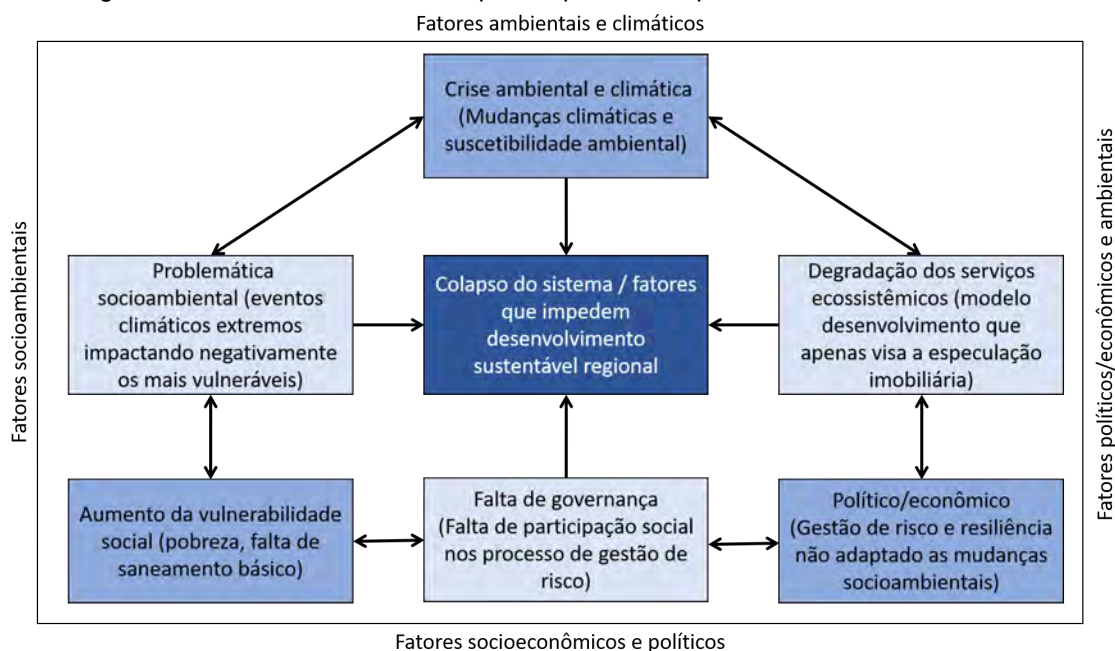 Fatores ambientais e climáticos
Crise ambiental e climática
(Mudanças climáticas e
suscetibilidade ambiental)
Fatores socioambientais
Problemática
socioambiental (eventos
climáticos extremos
impactando negativamente
os mais vulneráveis)
Colapso do sistema / fatores
que impedem
desenvolvimento
sustentável regional
Degradação dos serviços
ecossistêmicos (modelo
desenvolvimento que
apenas visa a especulação
imobiliária)
Fatores políticos/econômicos e ambientais
Aumento da vulnerabilidade
social (pobreza, falta de
saneamento básico)
Falta de governança
(Falta de participação social
nos processo de gestão de
risco)
Político/econômico
(Gestão de risco e resiliência
não adaptado as mudanças
socioambientais)
Fatores socioeconômicos e políticos